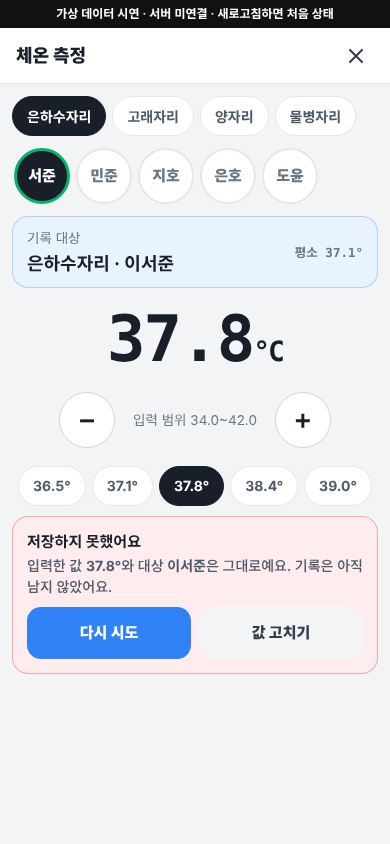 가상 데이터 시연 · 서버 미연결 · 새로고침하면 처음 상태
체온 측정
은하수자리 고래자리 양자리 물병자리
서준 민준 지호 은호 도윤
기록 대상
은하수자리 · 이서준
평소 37.1°
37.8°C
− 입력 범위 34.0~42.0 +
36.5° 37.1° 37.8° 38.4° 39.0°
저장하지 못했어요
입력한 값 37.8°와 대상 이서준은 그대로예요. 기록은 아직
남지 않았어요.
다시 시도 값 고치기